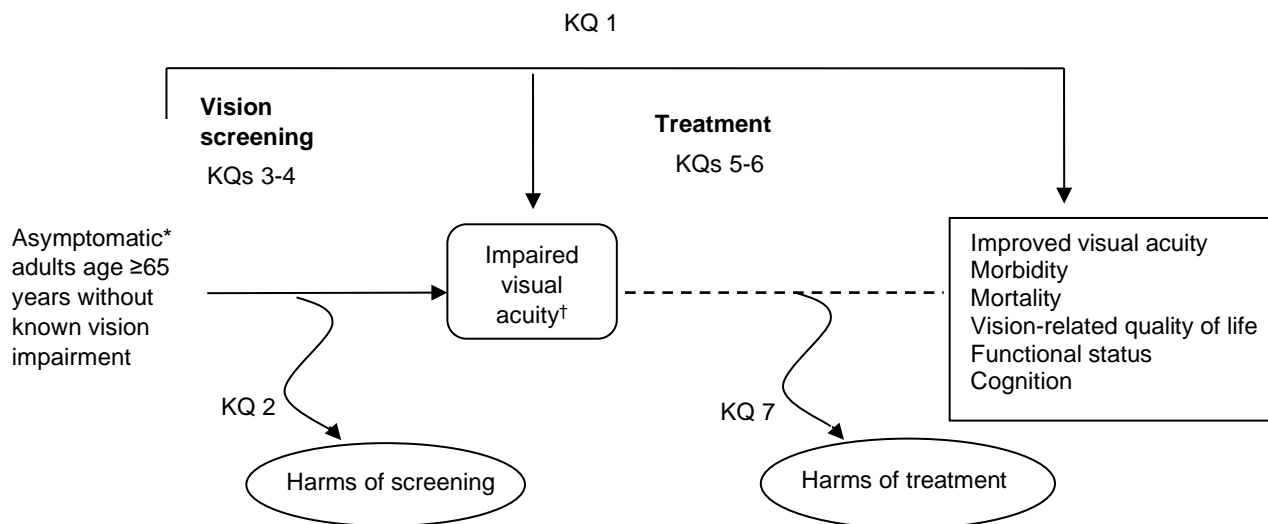 KQ 1
Vision
screening
KQs 3-4
Treatment
KQs 5-6
Asymptomatic*
adults age ≥65
years without
known vision
impairment
Impaired
visual
acuity†
Improved visual acuity
Morbidity
Mortality
Vision-related quality of life
Functional status
Cognition
KQ 2
KQ 7
Harms of screening
Harms of treatment